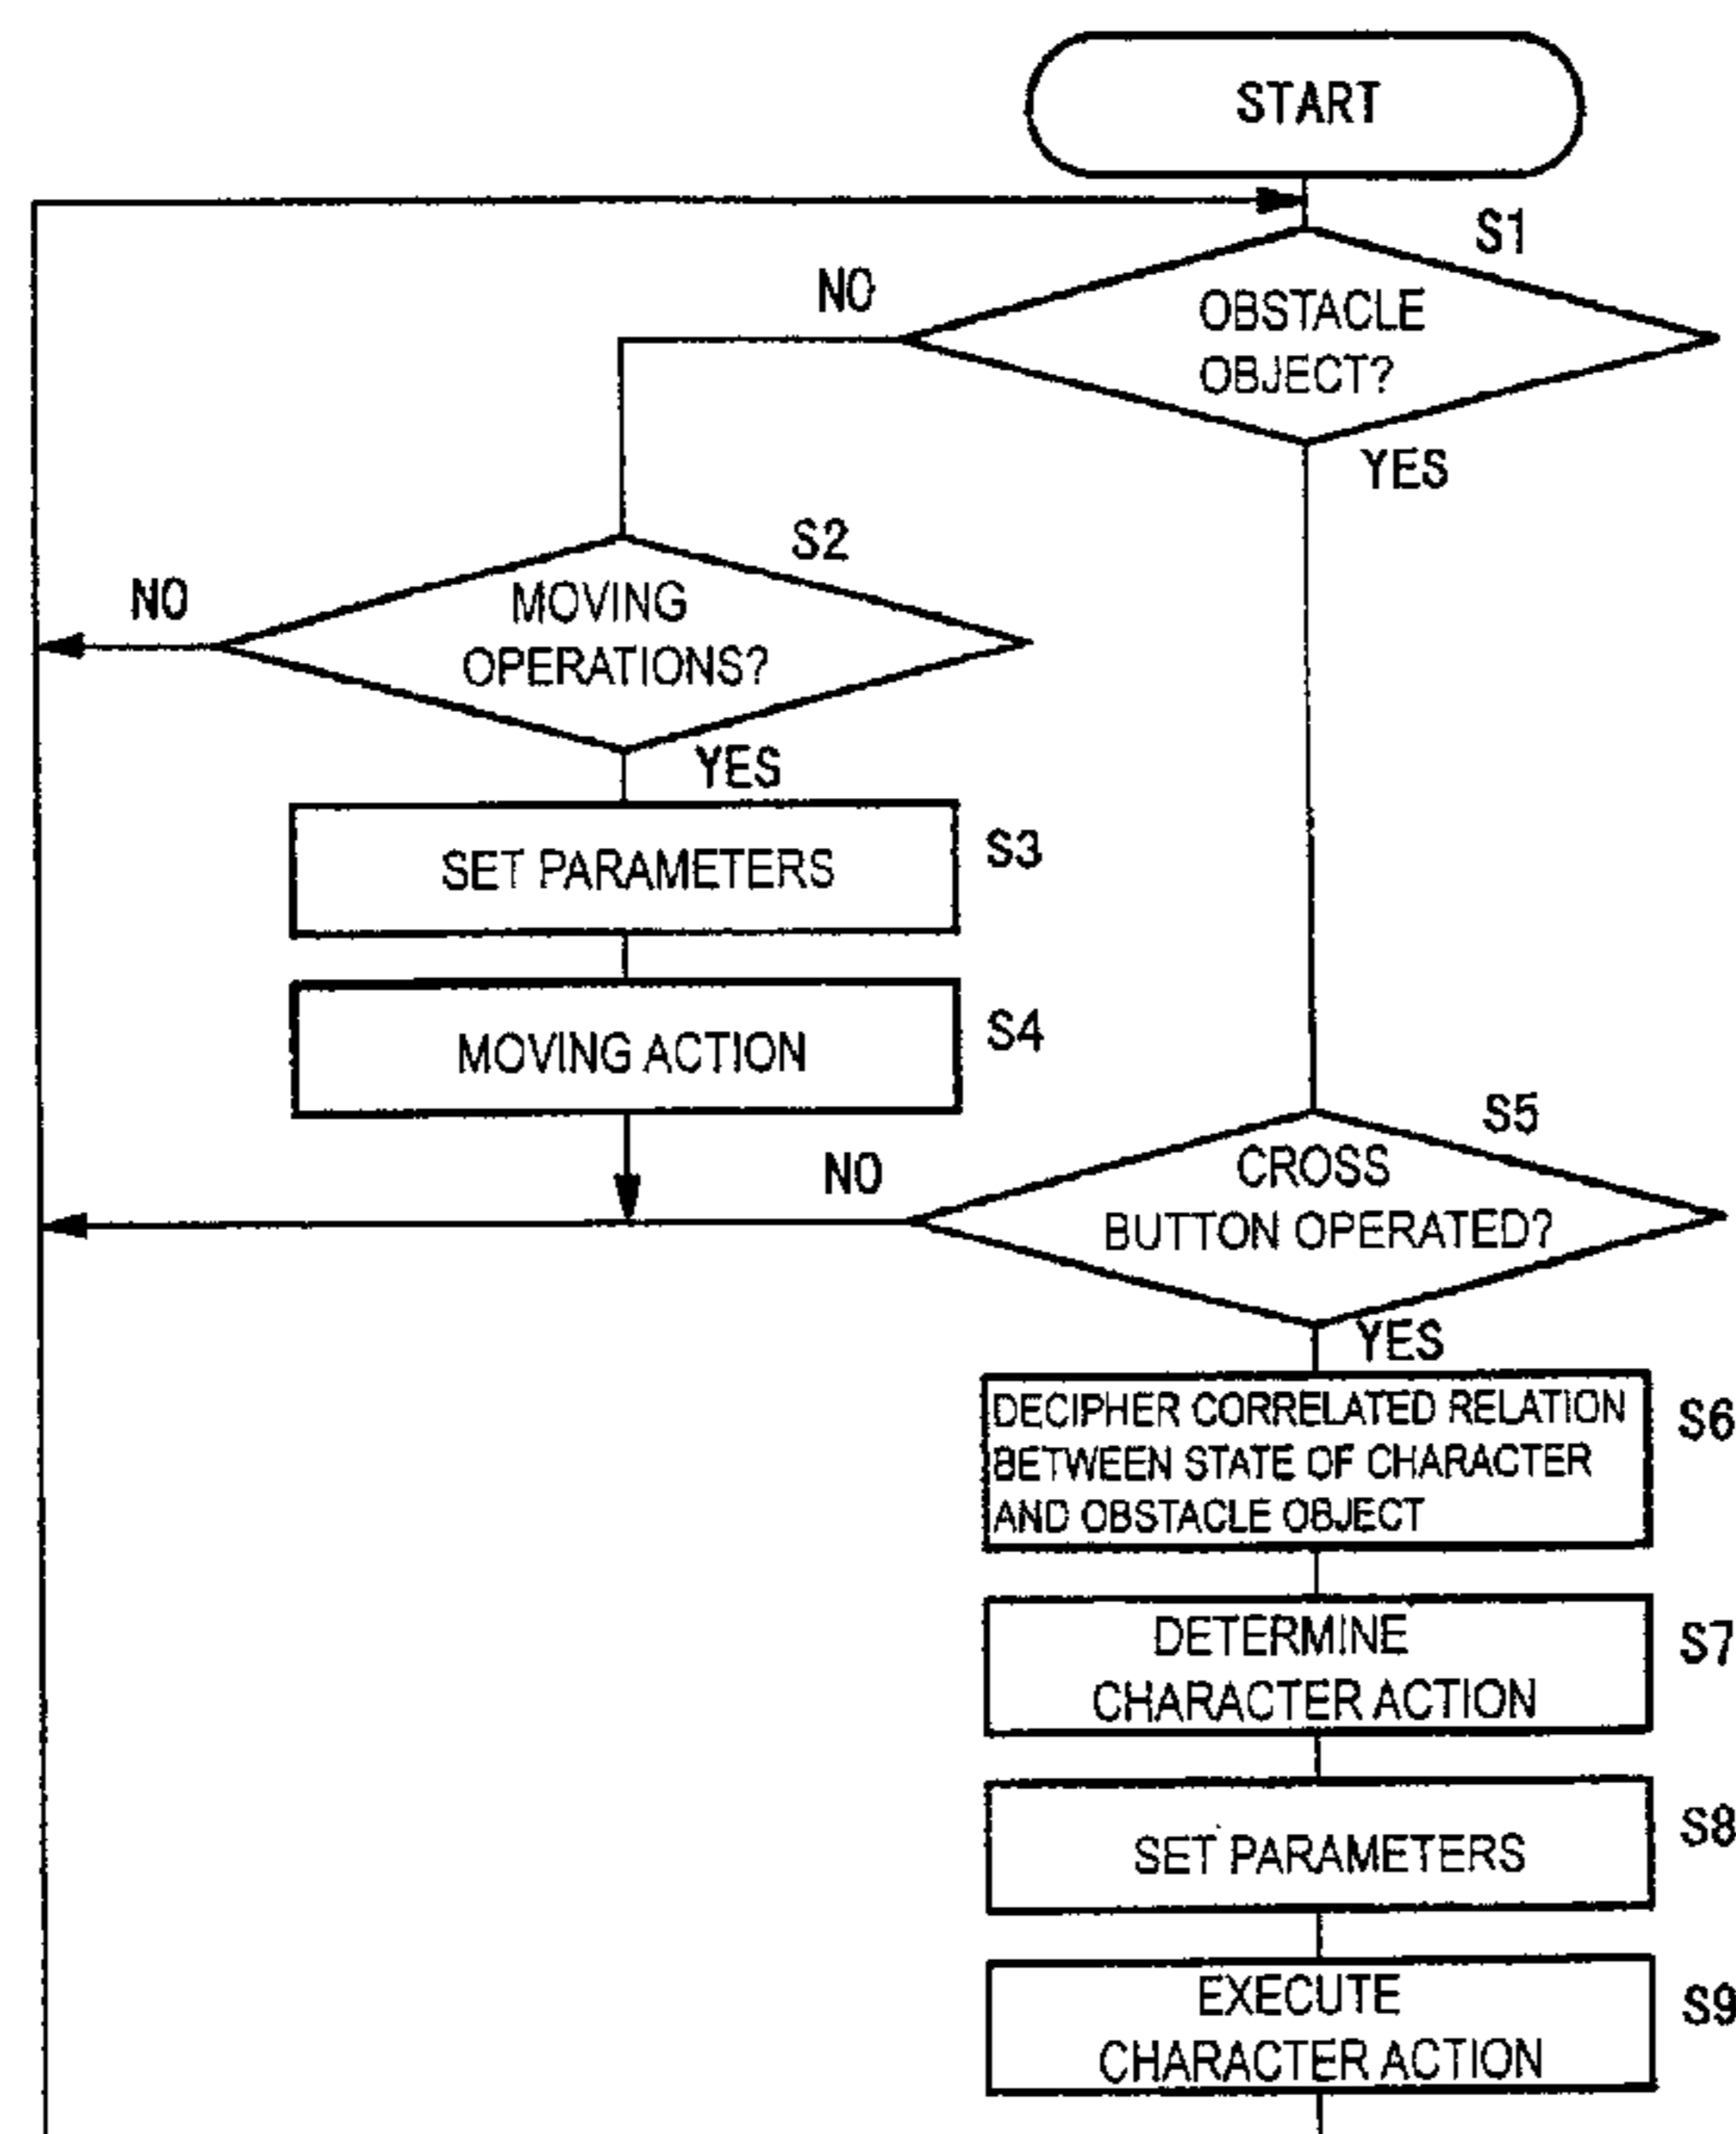 START
S1
NO
OBSTACLE
OBJECT?
YES
S2
NO
MOVING
OPERATIONS?
YES
SET PARAMETERS
S3
MOVING ACTION
S4
S5
NO
CROSS
BUTTON OPERATED?
YES
DECIPHER CORRELATED RELATION
BETWEEN STATE OF CHARACTER
AND OBSTACLE OBJECT
S6
DETERMINE
CHARACTER ACTION
S7
SET PARAMETERS
S8
EXECUTE
CHARACTER ACTION
S9